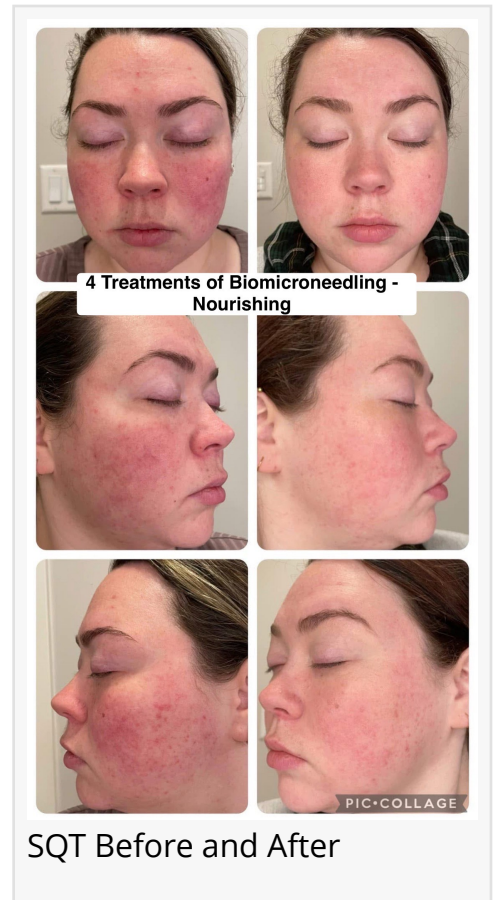 4 Treatments of Biomicroneedling -
Nourishing
PIC•COLLAGE
SQT Before and After